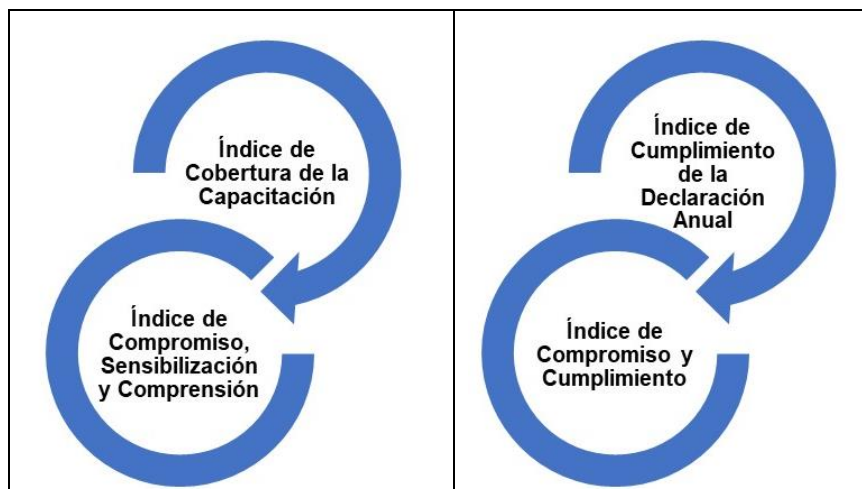 Índice de
Cobertura de la
Capacitación
Índice de
Compromiso,
Sensibilización
y Comprensión
Índice de
Cumplimiento
de la
Declaración
Anual
Índice de
Compromiso y
Cumplimiento